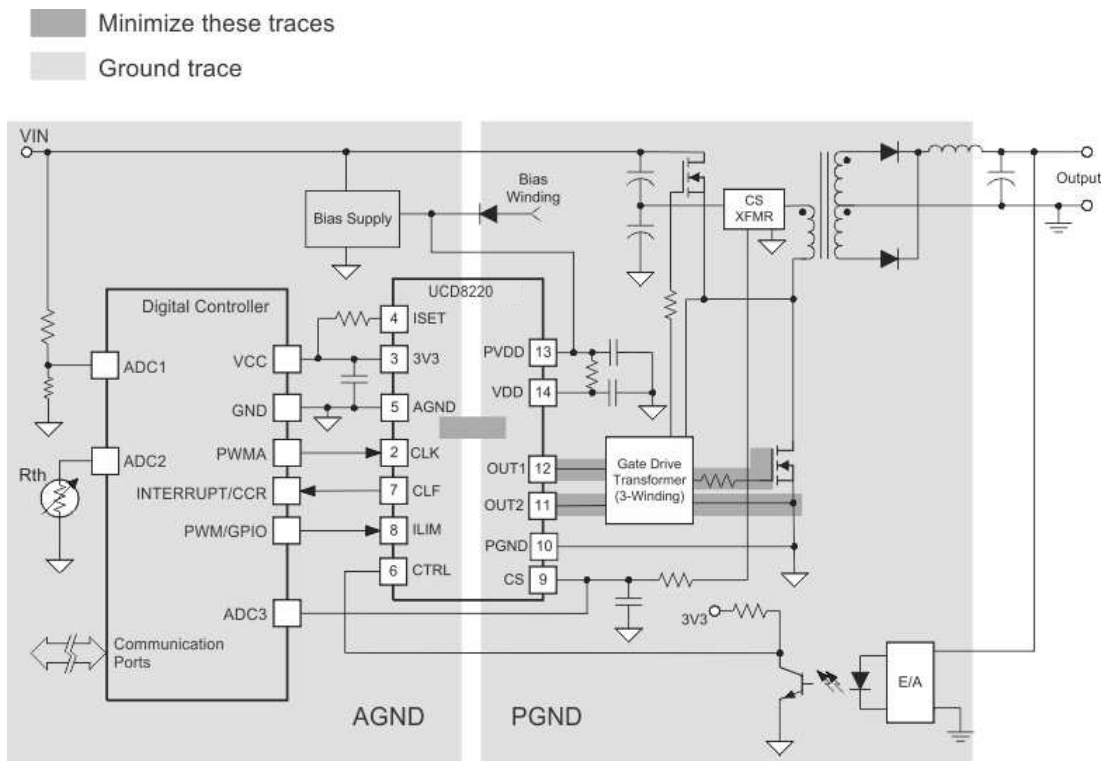 Minimize these traces
Ground trace
VIN
Bias
Winding
Output
Bias Supply
CS
XFMR
UCD8220
Digital Controller
4
ISET
VCC
3
3V3
PVDD
13
ADC1
VDD
14
GND
5
AGND
PWMA
2
CLK
ADC2
OUT1
12
Gate Drive
Transformer
(3-Winding)
Rth
INTERRUPT/CCR
7
CLF
OUT2
11
PWM/GPIO
8
ILIM
PGND
10
6
CTRL
CS
9
ADC3
3V3
Communication
Ports
E/A
AGND
PGND